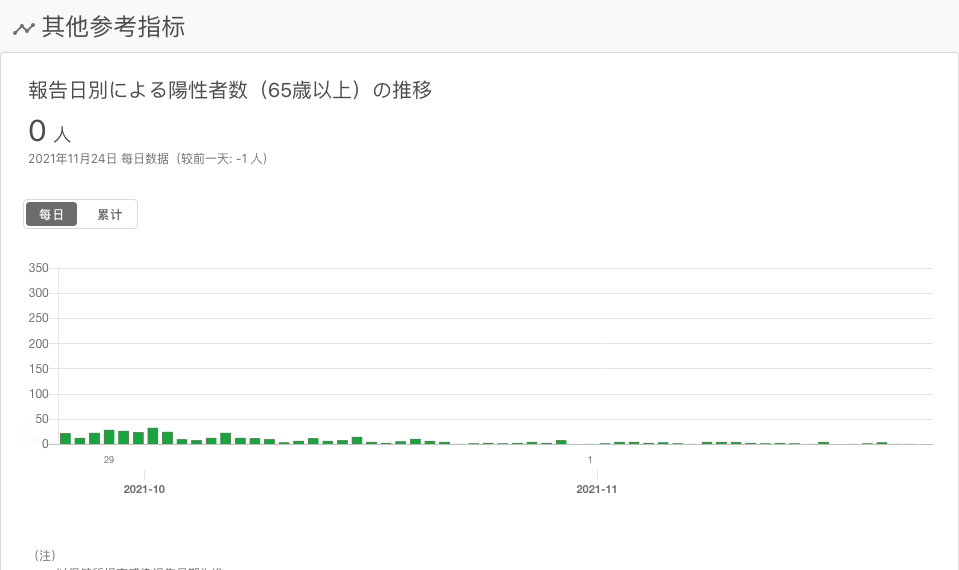 其他参考指标
報告日別による陽性者数（65歳以上）の推移
0 人
2021年11月24日 每日数据（较前一天: -1 人）
每日 累计
350
300
250
200
150
100
50
0
29 1
2021-10 2021-11
（注）